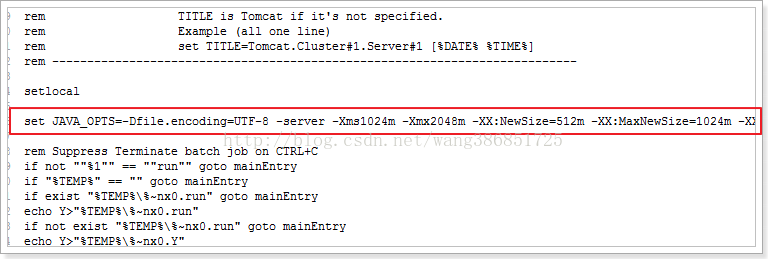 rem TITLE is Tomcat if it's not specified.
rem Example (all one line)
rem set TITLE=Tomcat.Cluster#1.Server#1 [%DATE% %TIME%]
rem ---------------------------------------------------------------------------
setlocal
set JAVA_OPTS=-Dfile.encoding=UTF-8 -server -Xms1024m -Xmx2048m -XX:NewSize=512m -XX:MaxNewSize=1024m -XX
http://blog.csdn.net/wang386851725
rem Suppress Terminate batch job on CTRL+C
if not ""%1"" == ""run"" goto mainEntry
if "%TEMP%" == "" goto mainEntry
if exist "%TEMP%\%~nx0.run" goto mainEntry
echo Y>"%TEMP%\%~nx0.run"
if not exist "%TEMP%\%~nx0.run" goto mainEntry
echo Y>"%TEMP%\%~nx0.Y"